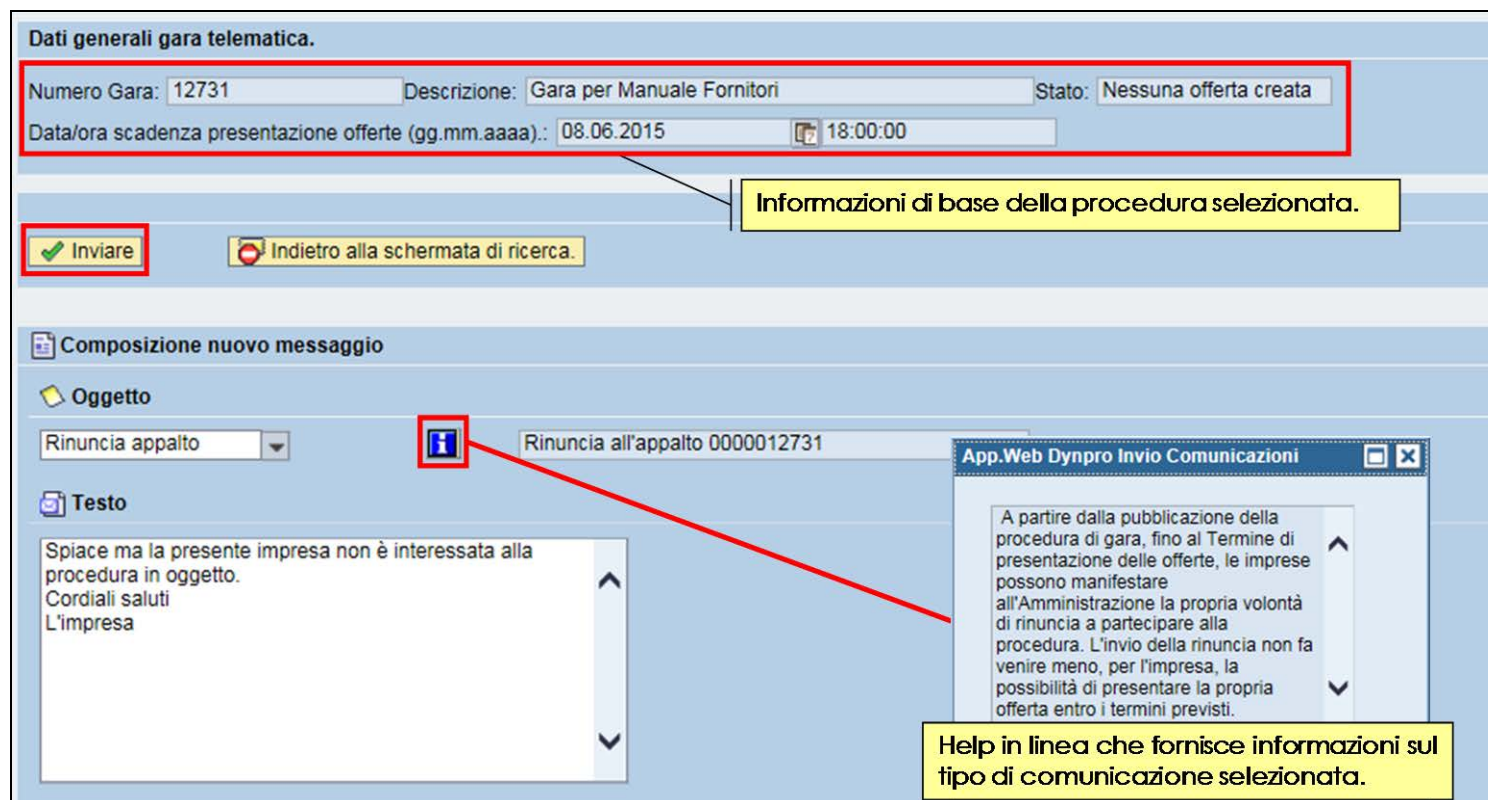 Dati generali gara telematica.
Numero Gara: 12731 Descrizione: Gara per Manuale Fornitori Stato: Nessuna offerta creata
Data/ora scadenza presentazione offerte (gg.mm.aaaa).: 08.06.2015 18:00:00
Informazioni di base della procedura selezionata.
Inviare Indietro alla schermata di ricerca.
Composizione nuovo messaggio
Oggetto
Rinuncia appalto Rinuncia all'appalto 0000012731
Testo
Spiace ma la presente impresa non è interessata alla
procedura in oggetto.
Cordiali saluti
L'impresa
App.Web Dynpro Invio Comunicazioni
A partire dalla pubblicazione della
procedura di gara, fino al Termine di
presentazione delle offerte, le imprese
possono manifestare
all'Amministrazione la propria volontà
di rinuncia a partecipare alla
procedura. L'invio della rinuncia non fa
venire meno, per l'impresa, la
possibilità di presentare la propria
offerta entro i termini previsti.
Help in linea che fornisce informazioni sul
tipo di comunicazione selezionata.